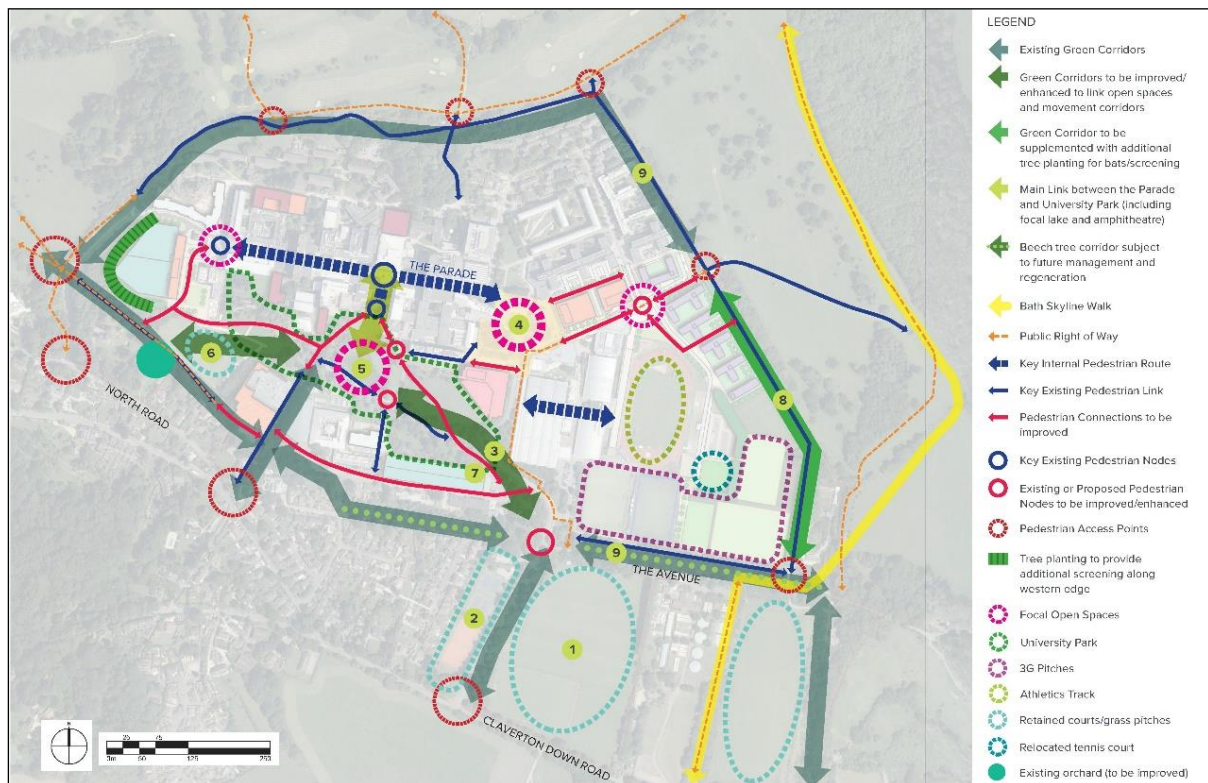 LEGEND
Existing Green Corridors
Green Corridors to be improved/
enhanced to link open spaces
and movement corridors
Green Corridor to be
supplemented with additional
tree planting for bats/screening
Main Link between the Parade
and University Park (including
focal lake and amphitheatre)
Beech tree corridor subject
to future management and
regeneration
Bath Skyline Walk
Public Right of Way
Key Internal Pedestrian Route
Key Existing Pedestrian Link
Pedestrian Connections to be
improved
Key Existing Pedestrian Nodes
Existing or Proposed Pedestrian
Nodes to be improved/enhanced
Pedestrian Access Points
Tree planting to provide
additional screening along
western edge
Focal Open Spaces
University Park
3G Pitches
Athletics Track
Retained courts/grass pitches
Relocated tennis court
Existing orchard (to be improved)
9
THE PARADE
4
6
5
NORTH ROAD
8
3
7
9
THE AVENUE
2
1
CLAVERTON DOWN ROAD
N
25 75
0m 50 125 250